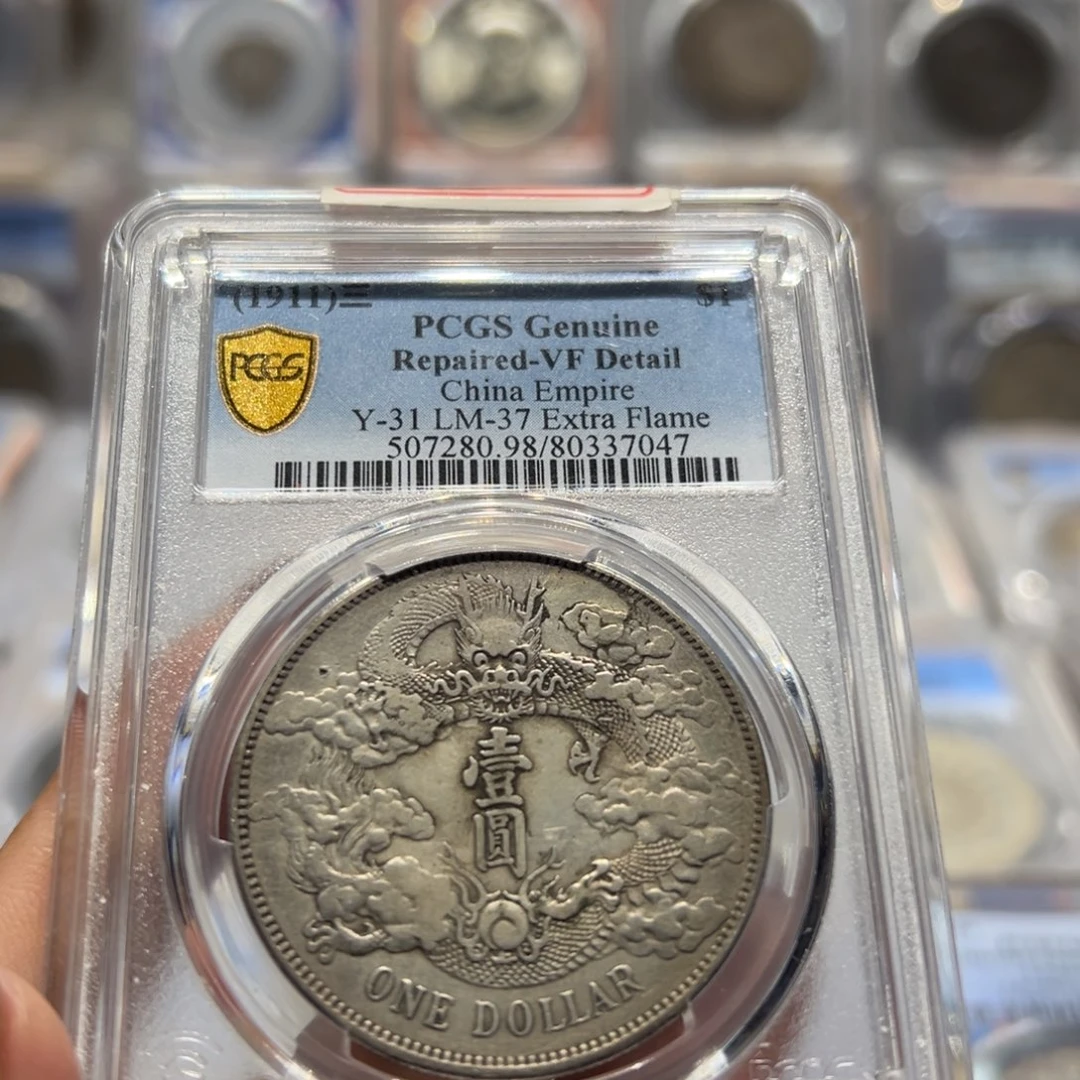 (1911)三 $1
PCGS Genuine
Repaired-VF Detail
China Empire
Y-31 LM-37 Extra Flame
507280.98/80337047
PCGS
壹
圓
ONE DOLLAR